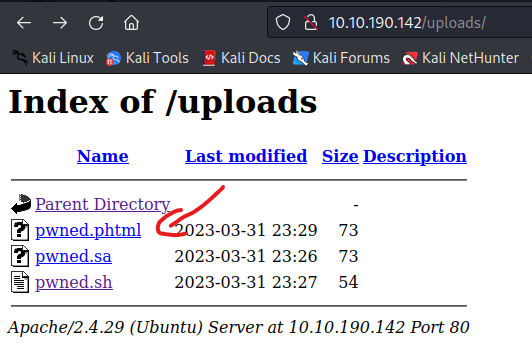 10.10.190.142/uploads/
Kali Linux Kali Tools Kali Docs Kali Forums Kali NetHunter
Index of /uploads
Name Last modified Size Description
Parent Directory -
pwned.phtml 2023-03-31 23:29 73
pwned.sa 2023-03-31 23:26 73
pwned.sh 2023-03-31 23:27 54
Apache/2.4.29 (Ubuntu) Server at 10.10.190.142 Port 80